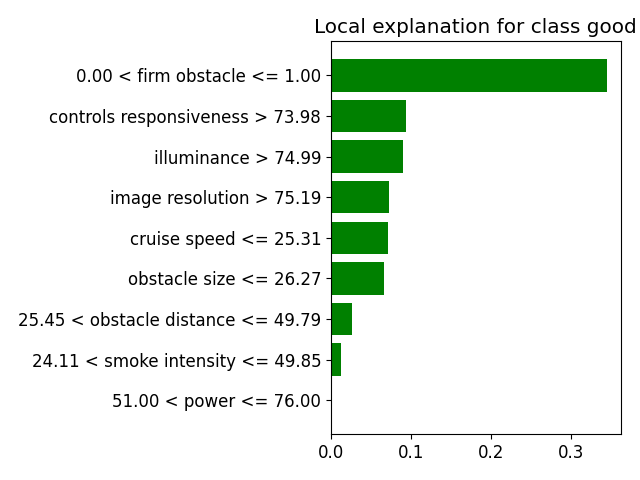 Local explanation for class good
0.00 < firm obstacle <= 1.00
controls responsiveness > 73.98
illuminance > 74.99
image resolution > 75.19
cruise speed <= 25.31
obstacle size <= 26.27
25.45 < obstacle distance <= 49.79
24.11 < smoke intensity <= 49.85
51.00 < power <= 76.00
0.0 0.1 0.2 0.3